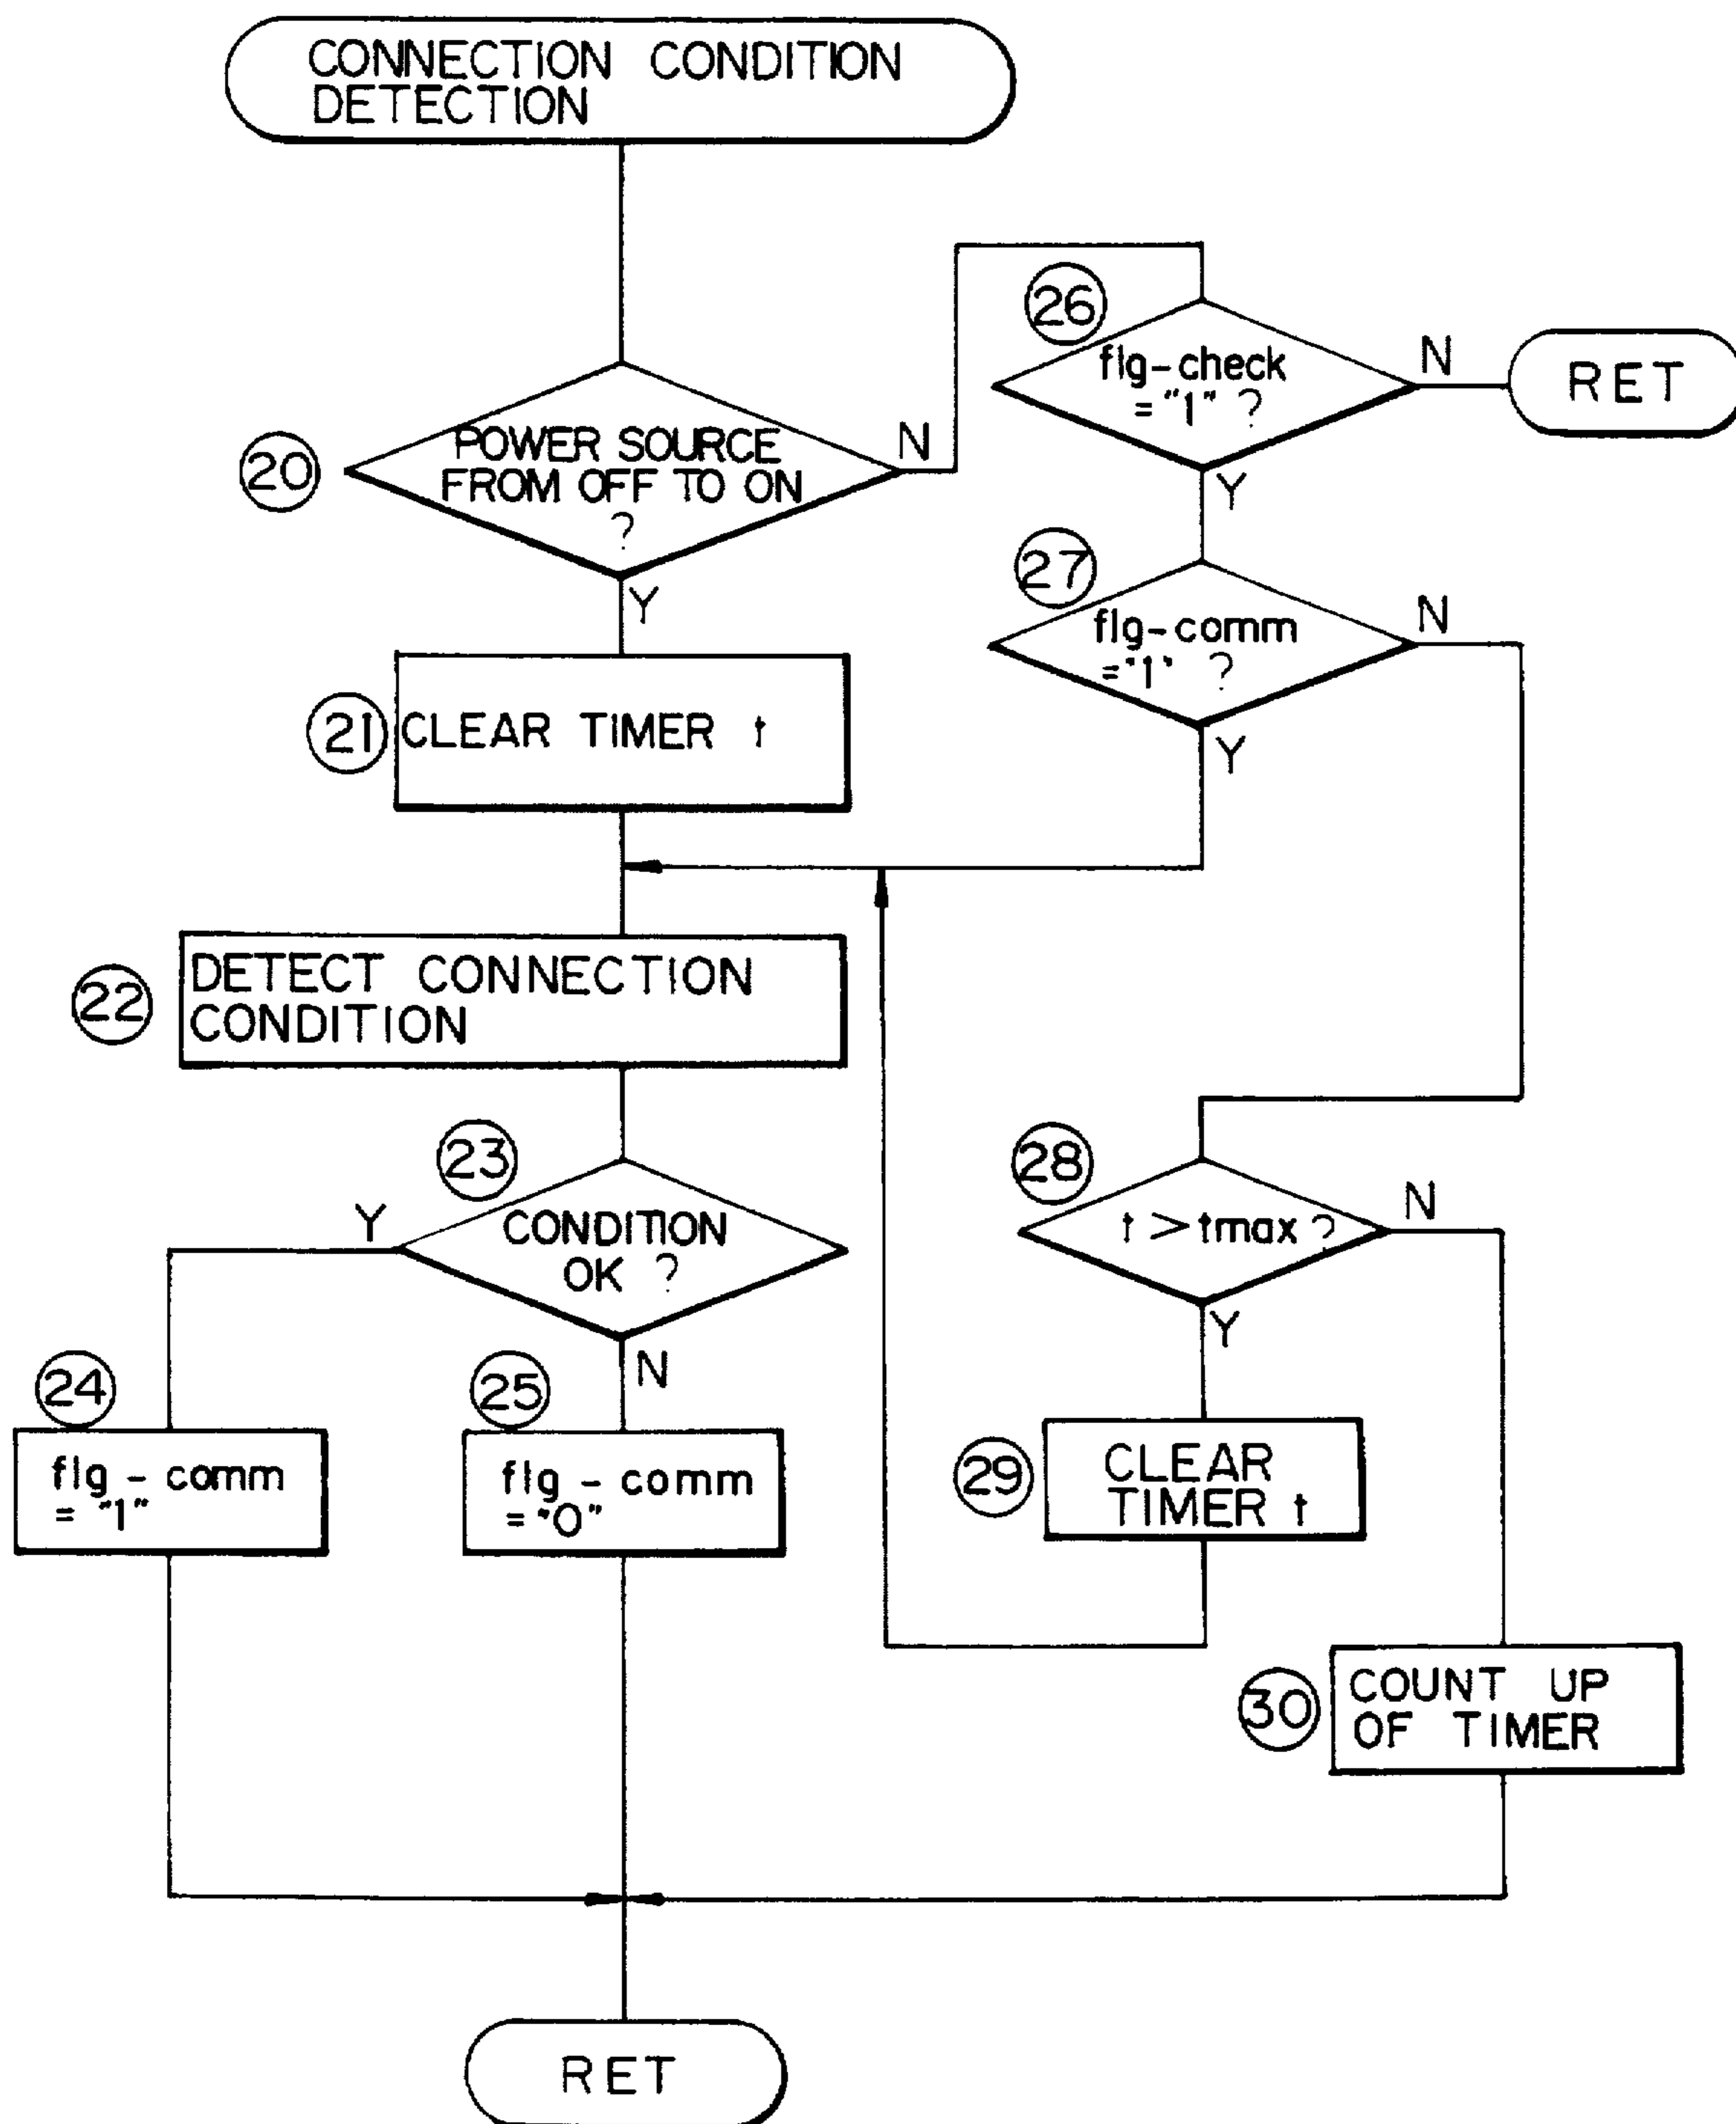 CONNECTION CONDITION
DETECTION
20
POWER SOURCE
FROM OFF TO ON
?
N
Y
21
CLEAR TIMER t
22
DETECT CONNECTION
CONDITION
23
CONDITION
OK ?
Y
N
24
flg - comm
= "1"
25
flg - comm
= "0"
26
flg-check
= "1" ?
N
RET
Y
27
flg-comm
= "1" ?
N
Y
28
t > tmax ?
N
Y
29
CLEAR
TIMER t
30
COUNT UP
OF TIMER
RET